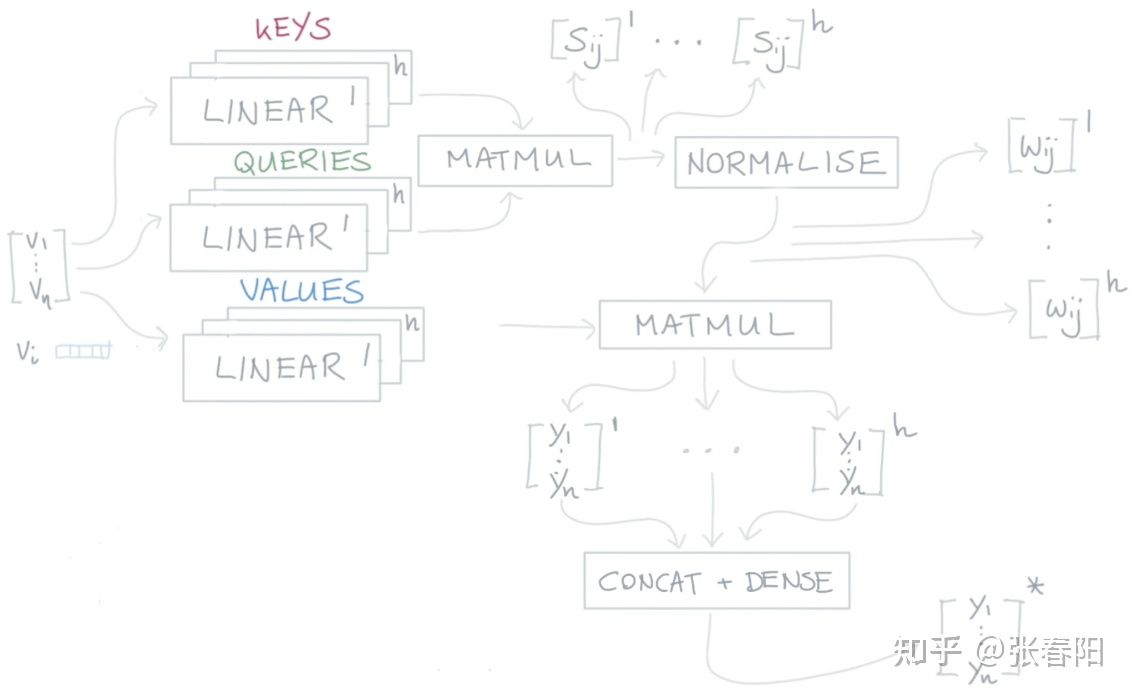 KEYS
h
LINEAR 1
[Sij]1 ... [Sij]h
QUERIES
h
LINEAR 1
MATMUL
NORMALISE
[Wij]1
⋮
[Wij]h
[V1
⋮
Vn]
Vi
VALUES
h
LINEAR 1
MATMUL
[y1
⋮
yn]1
...
[y1
⋮
yn]h
CONCAT + DENSE
[y1
⋮
yn]*
知乎 @张春阳